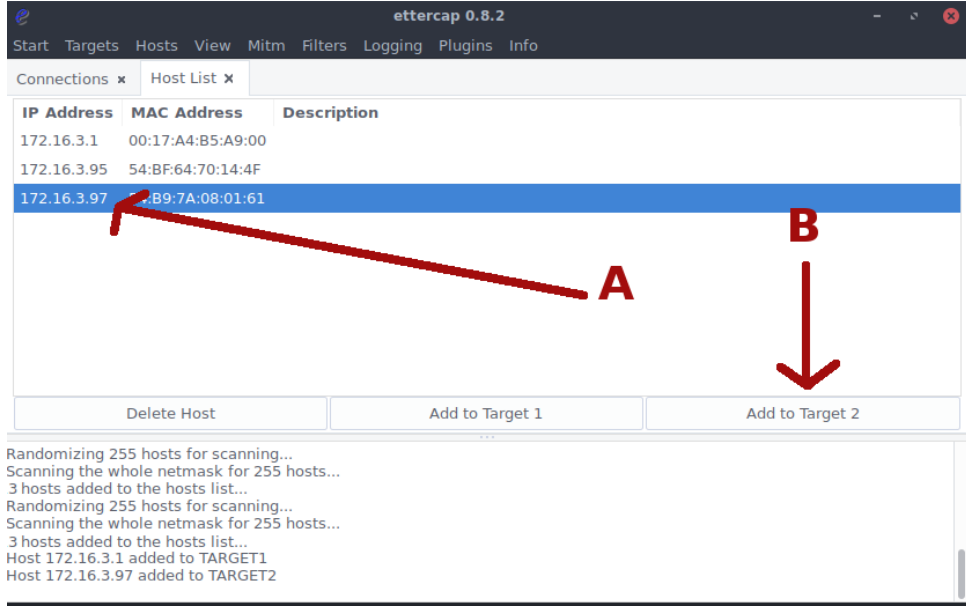 ettercap 0.8.2
Start Targets Hosts View Mitm Filters Logging Plugins Info
Connections × Host List ×
IP Address MAC Address Description
172.16.3.1 00:17:A4:B5:A9:00
172.16.3.95 54:BF:64:70:14:4F
172.16.3.97 :B9:7A:08:01:61
B
A
Delete Host Add to Target 1 Add to Target 2
Randomizing 255 hosts for scanning...
Scanning the whole netmask for 255 hosts...
3 hosts added to the hosts list...
Randomizing 255 hosts for scanning...
Scanning the whole netmask for 255 hosts...
3 hosts added to the hosts list...
Host 172.16.3.1 added to TARGET1
Host 172.16.3.97 added to TARGET2